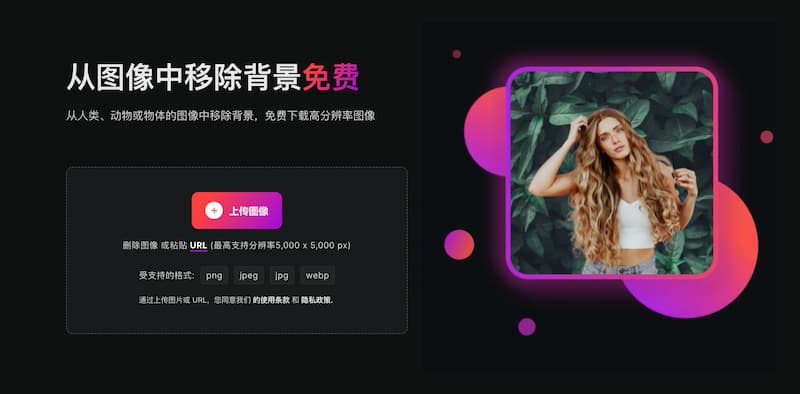 从图像中移除背景免费
从人类、动物或物体的图像中移除背景，免费下载高分辨率图像
上传图像
删除图像 或粘贴 URL (最高支持分辨率5,000 x 5,000 px)
受支持的格式: png jpeg jpg webp
通过上传图片或 URL，您同意我们 的使用条款 和 隐私政策.